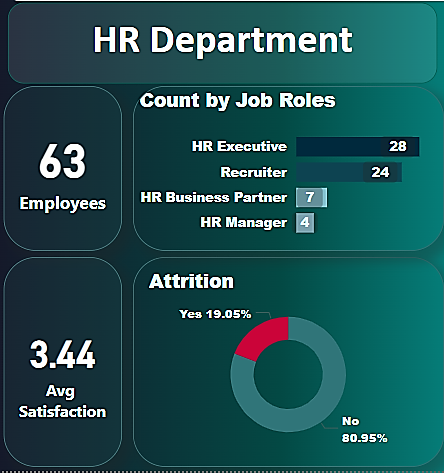 HR Department
63
Employees
Count by Job Roles
HR Executive 28
Recruiter 24
HR Business Partner 7
HR Manager 4
3.44
Avg
Satisfaction
Attrition
Yes 19.05%
No
80.95%